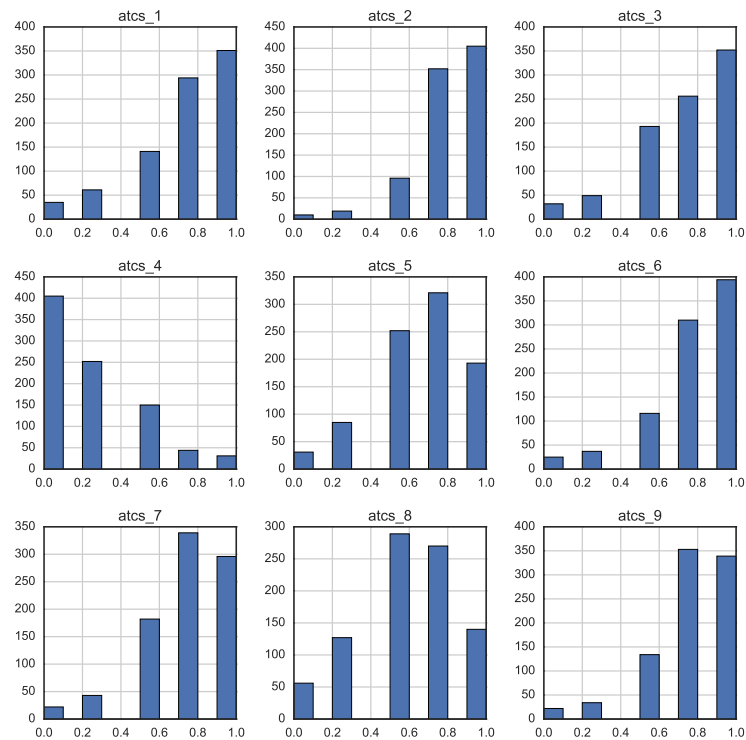 atcs_1 atcs_2 atcs_3
400 450 400
350 400 350
300 350 300
250 300 250
200 250 200
150 200 150
100 150 100
50 100 50
0 50 0
0
0.0 0.2 0.4 0.6 0.8 1.0 0.0 0.2 0.4 0.6 0.8 1.0 0.0 0.2 0.4 0.6 0.8 1.0
atcs_4 atcs_5 atcs_6
450 350 400
400 300 350
350 250 300
300 200 250
250 150 200
200 100 150
150 50 100
100 0 50
50 0
0
0.0 0.2 0.4 0.6 0.8 1.0 0.0 0.2 0.4 0.6 0.8 1.0 0.0 0.2 0.4 0.6 0.8 1.0
atcs_7 atcs_8 atcs_9
350 300 400
300 250 350
250 200 300
200 150 250
150 100 200
100 50 150
50 0 100
0 50
0
0.0 0.2 0.4 0.6 0.8 1.0 0.0 0.2 0.4 0.6 0.8 1.0 0.0 0.2 0.4 0.6 0.8 1.0